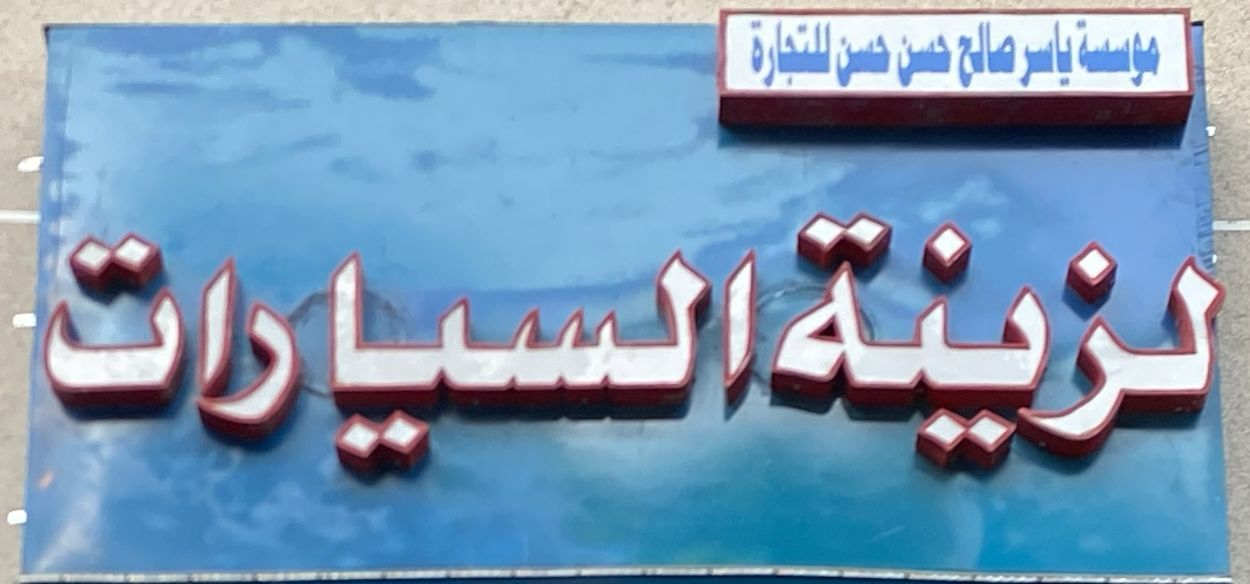 موسسة ياسر صالح حسن حسن للتجارة
لزينة السيارات